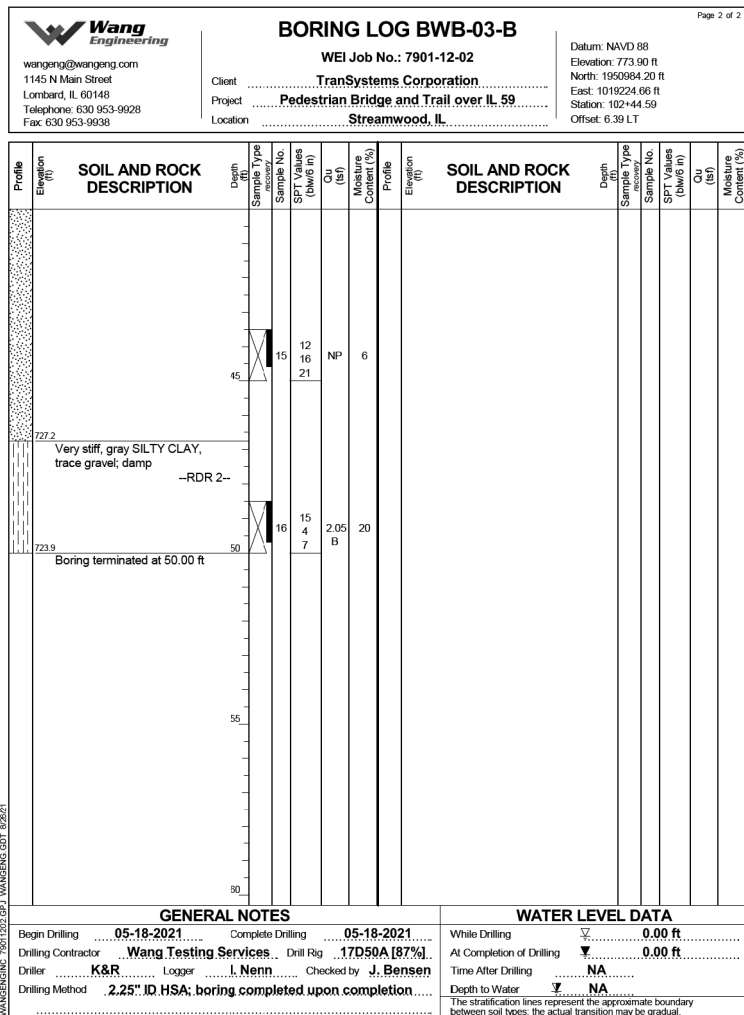 Page 2 of 2
Wang
Engineering
wangeng@wangeng.com
1145 N Main Street
Lombard, IL 60148
Telephone: 630 953-9928
Fax: 630 953-9938
BORING LOG BWB-03-B
WEI Job No.: 7901-12-02
Client TranSystems Corporation
Project Pedestrian Bridge and Trail over IL 59
Location Streamwood, IL
Datum: NAVD 88
Elevation: 773.90 ft
North: 1950984.20 ft
East: 1019224.66 ft
Station: 102+44.59
Offset: 6.39 LT
Profile
Elevation (ft)
SOIL AND ROCK
DESCRIPTION
Depth (ft)
Sample Type
recovery
Sample No.
SPT Values (blw/6 in)
Qu (tsf)
Moisture Content (%)
Profile
Elevation (ft)
SOIL AND ROCK
DESCRIPTION
Depth (ft)
Sample Type
recovery
Sample No.
SPT Values (blw/6 in)
Qu (tsf)
Moisture Content (%)
12
15 16 NP 6
45 21
727.2
Very stiff, gray SILTY CLAY,
trace gravel; damp
--RDR 2--
15
16 4 2.05 20
7 B
723.9 50
Boring terminated at 50.00 ft
55
60
GENERAL NOTES
Begin Drilling 05-18-2021 Complete Drilling 05-18-2021
Drilling Contractor Wang Testing Services Drill Rig 17D50A [87%]
Driller K&R Logger I. Nenn Checked by J. Bensen
Drilling Method 2.25" ID HSA; boring completed upon completion
WATER LEVEL DATA
While Drilling 0.00 ft
At Completion of Drilling 0.00 ft
Time After Drilling NA
Depth to Water NA
The stratification lines represent the approximate boundary
between soil types; the actual transition may be gradual.
WANGENGINC 79011202.GPJ WANGENG.GDT 8/26/21